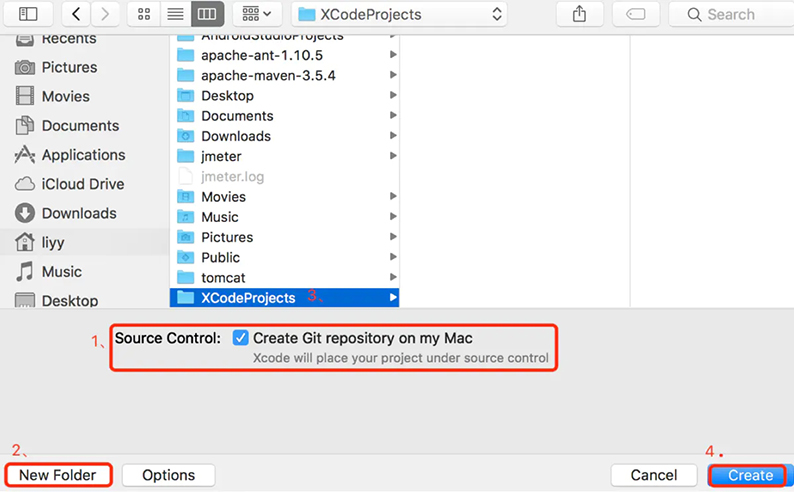 XCodeProjects
Search
Recents
Pictures
Movies
Documents
Applications
iCloud Drive
Downloads
liyy
Music
Desktop
AndroidStudioProjects
apache-ant-1.10.5
apache-maven-3.5.4
Desktop
Documents
Downloads
jmeter
jmeter.log
Movies
Music
Pictures
Public
tomcat
XCodeProjects 3、
1、 Source Control: Create Git repository on my Mac
Xcode will place your project under source control
2、
4.
New Folder
Options
Cancel
Create